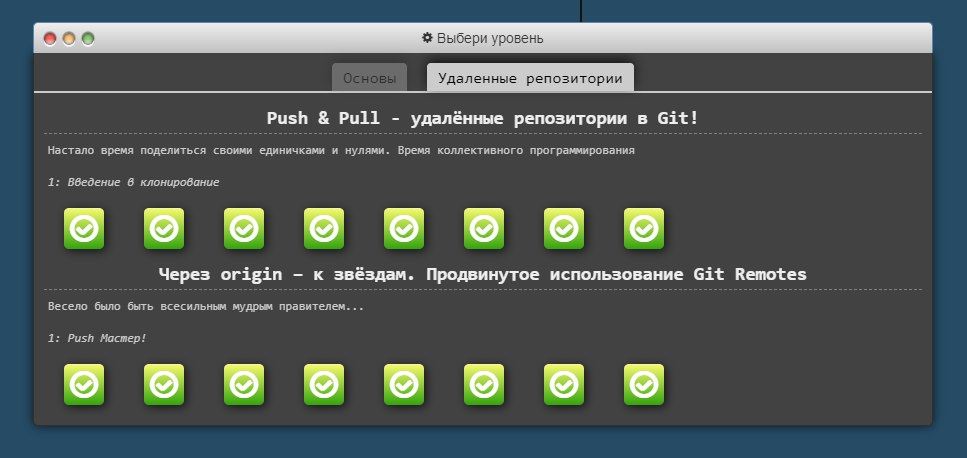 Выбери уровень
Основы
Удаленные репозитории
Push & Pull - удалённые репозитории в Git!
Настало время поделиться своими единичками и нулями. Время коллективного программирования
1: Введение в клонирование
Через origin – к звёздам. Продвинутое использование Git Remotes
Весело было быть всесильным мудрым правителем...
1: Push Мастер!